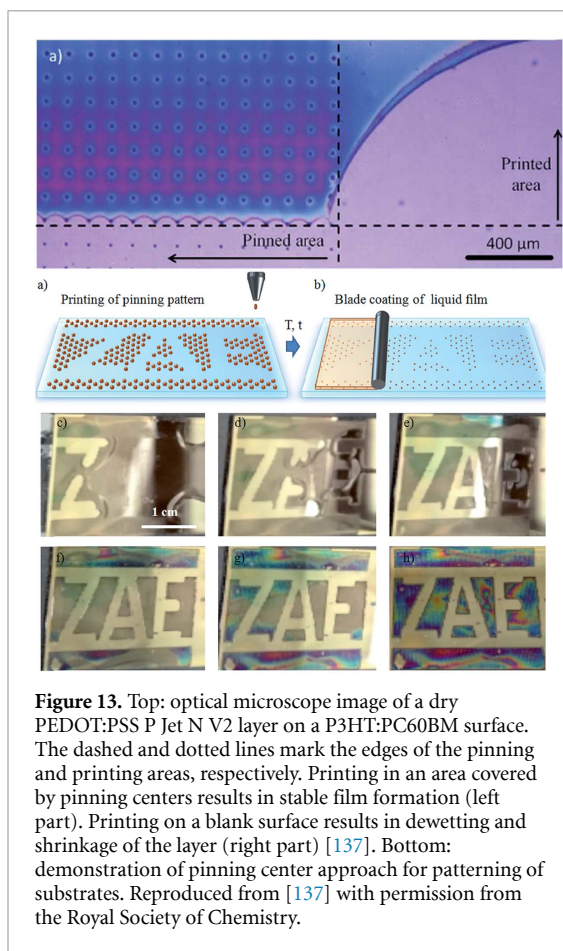 a)
Printed
area
Pinned area
400 µm
a)
Printing of pinning pattern
b)
Blade coating of liquid film
T, t
c)
d)
e)
1 cm
f)
g)
h)
ZAE
ZAE
ZAE
Figure 13. Top: optical microscope image of a dry
PEDOT:PSS P Jet N V2 layer on a P3HT:PC60BM surface.
The dashed and dotted lines mark the edges of the pinning
and printing areas, respectively. Printing in an area covered
by pinning centers results in stable film formation (left
part). Printing on a blank surface results in dewetting and
shrinkage of the layer (right part) [137]. Bottom:
demonstration of pinning center approach for patterning of
substrates. Reproduced from [137] with permission from
the Royal Society of Chemistry.